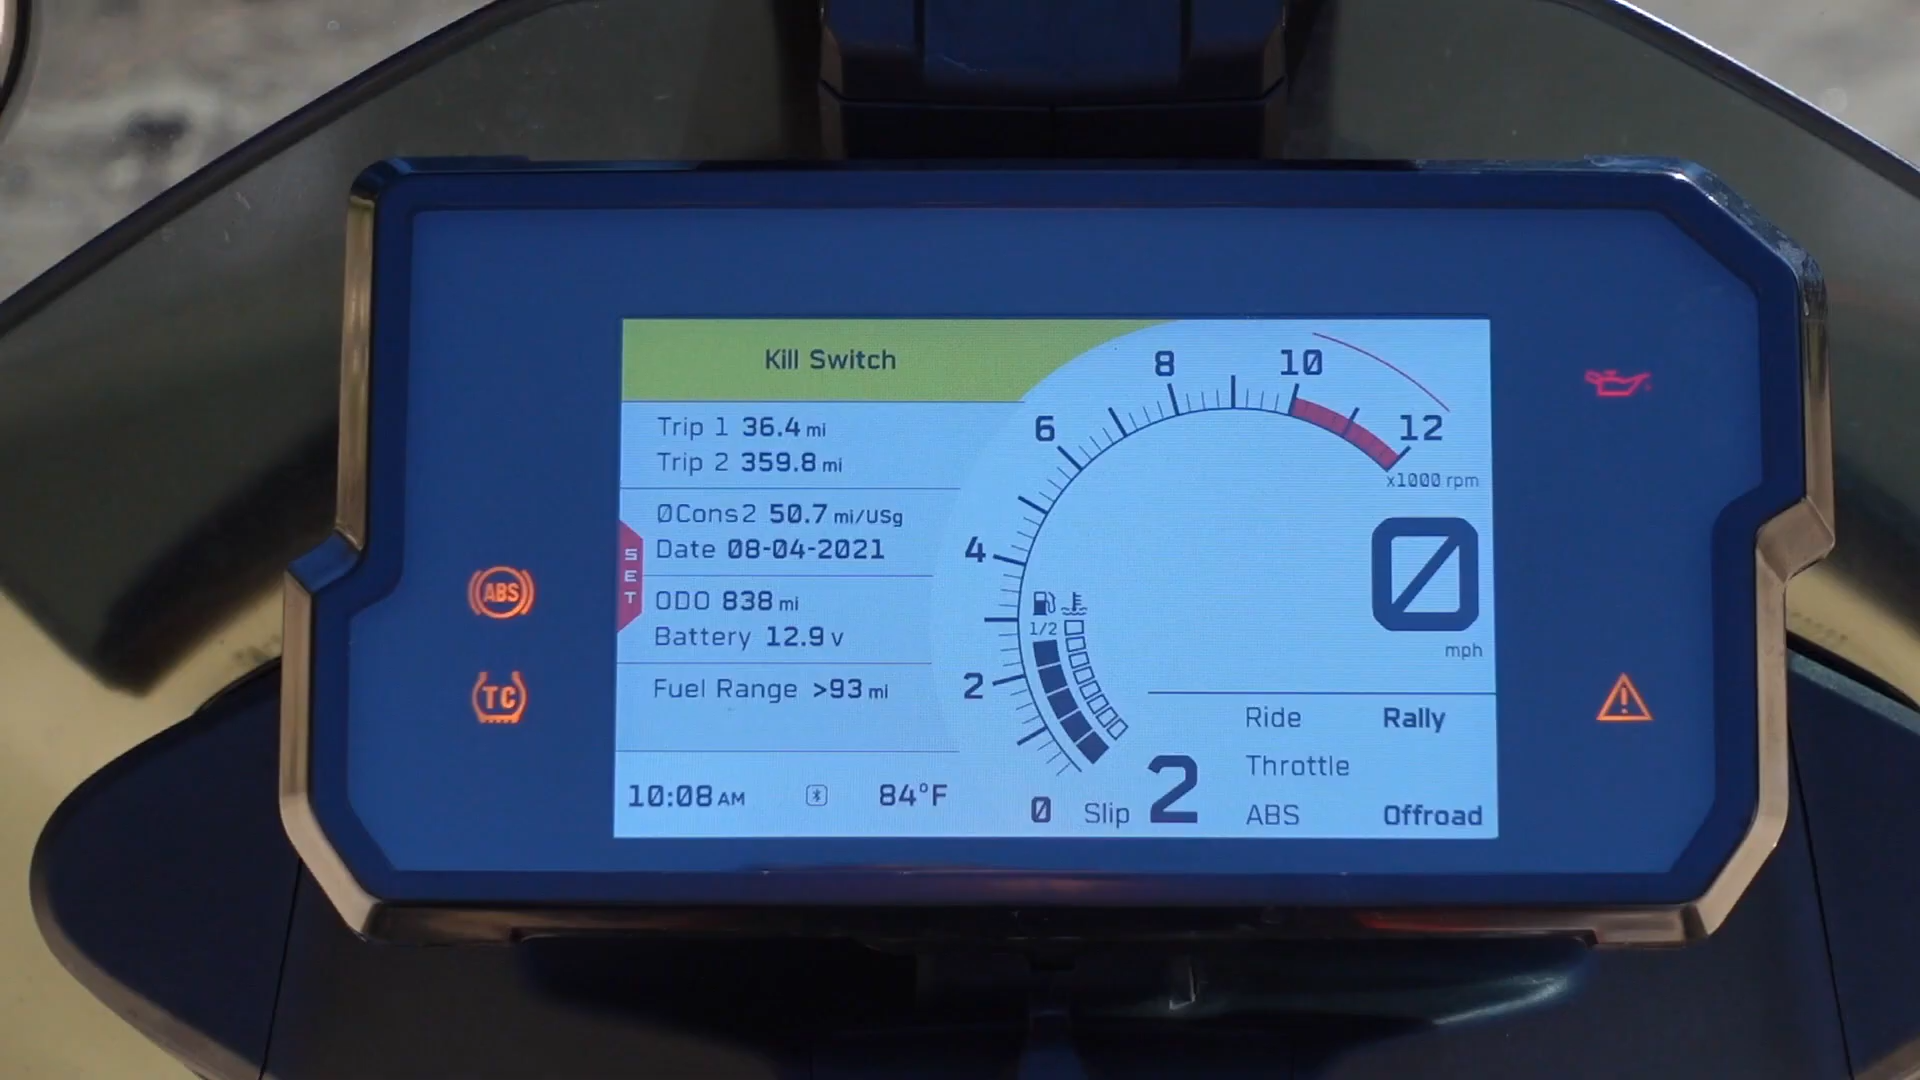 Kill Switch
Trip 1 36.4 mi
Trip 2 359.8 mi
ØCons2 50.7 mi/USg
Date 08-04-2021
SET
ODO 838 mi
Battery 12.9 v
Fuel Range >93 mi
10:08 AM
84°F
8
10
6
12
x1000 rpm
4
1/2
2
0
mph
Ride Rally
Throttle
ABS Offroad
0 Slip 2
ABS
TC
!